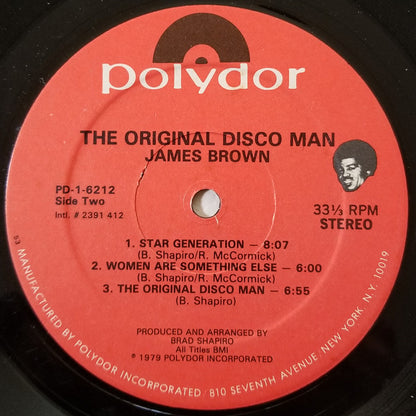 polydor
THE ORIGINAL DISCO MAN
JAMES BROWN
PD-1-6212
Side Two
Intl. # 2391 412
33⅓ RPM
STEREO
1. STAR GENERATION — 8:07
(B. Shapiro/R. McCormick)
2. WOMEN ARE SOMETHING ELSE — 6:00
(B. Shapiro/R. McCormick)
3. THE ORIGINAL DISCO MAN — 6:55
(B. Shapiro)
PRODUCED AND ARRANGED BY
BRAD SHAPIRO
All Titles BMI
℗ 1979 POLYDOR INCORPORATED
53 MANUFACTURED BY POLYDOR INCORPORATED / 810 SEVENTH AVENUE / NEW YORK, N.Y. 10019